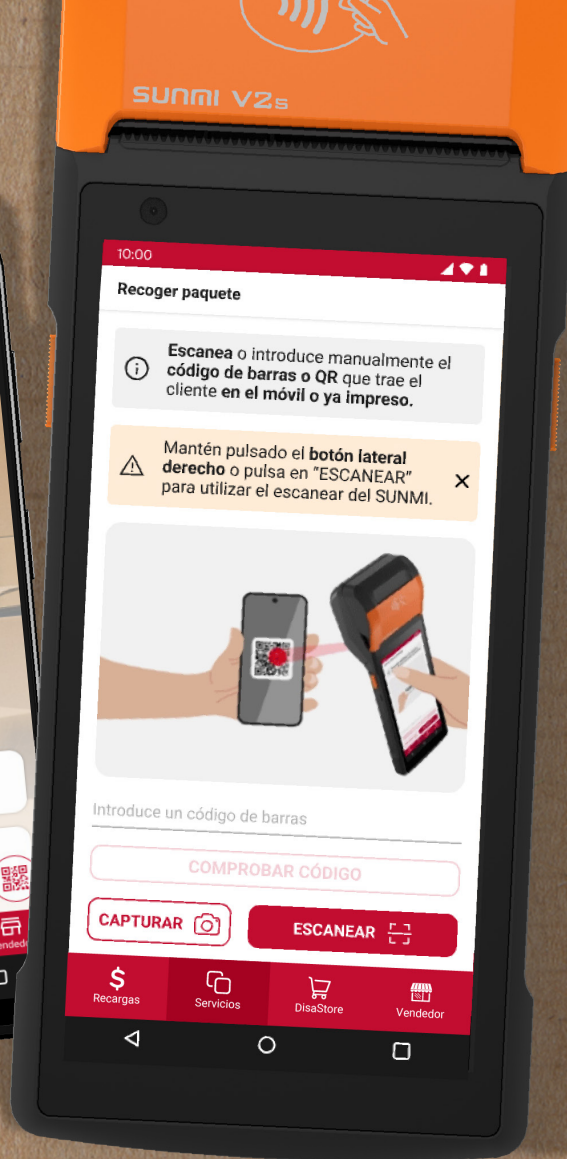 SUNMI V2s
10:00
Recoger paquete
Escanea o introduce manualmente el
código de barras o QR que trae el
cliente en el móvil o ya impreso.
Mantén pulsado el botón lateral
derecho o pulsa en "ESCANEAR"
para utilizar el escanear del SUNMI.
Introduce un código de barras
COMPROBAR CÓDIGO
CAPTURAR
ESCANEAR
Recargas
Servicios
DisaStore
Vendedor